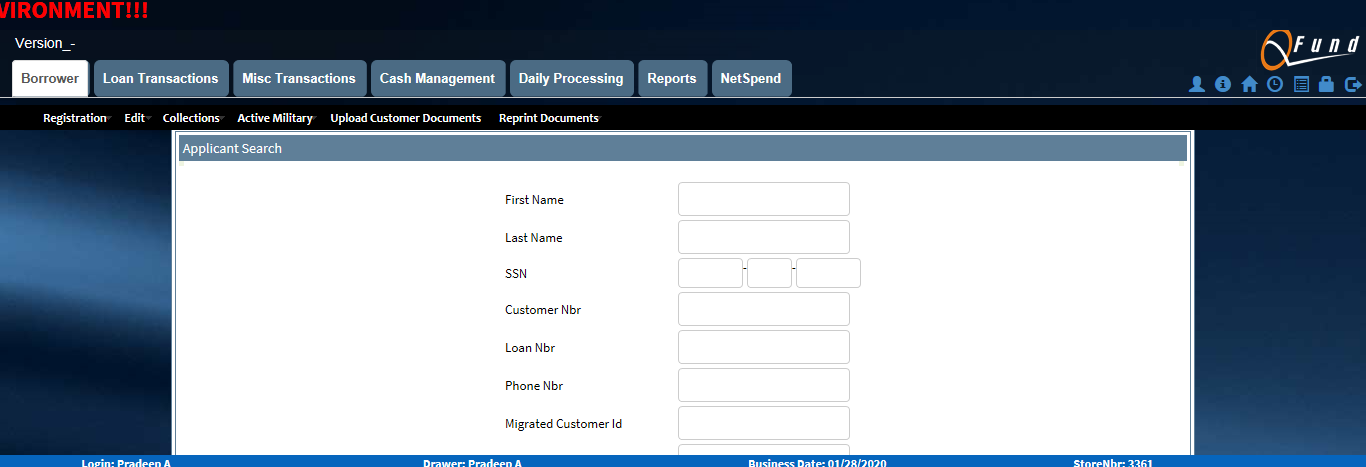 VIRONMENT!!!
Version_-
QFund
Borrower Loan Transactions Misc Transactions Cash Management Daily Processing Reports NetSpend
Registration Edit Collections Active Military Upload Customer Documents Reprint Documents
Applicant Search
First Name
Last Name
SSN - -
Customer Nbr
Loan Nbr
Phone Nbr
Migrated Customer Id
Login: Pradeep A Drawer: Pradeep A Business Date: 01/28/2020 StoreNbr: 3361